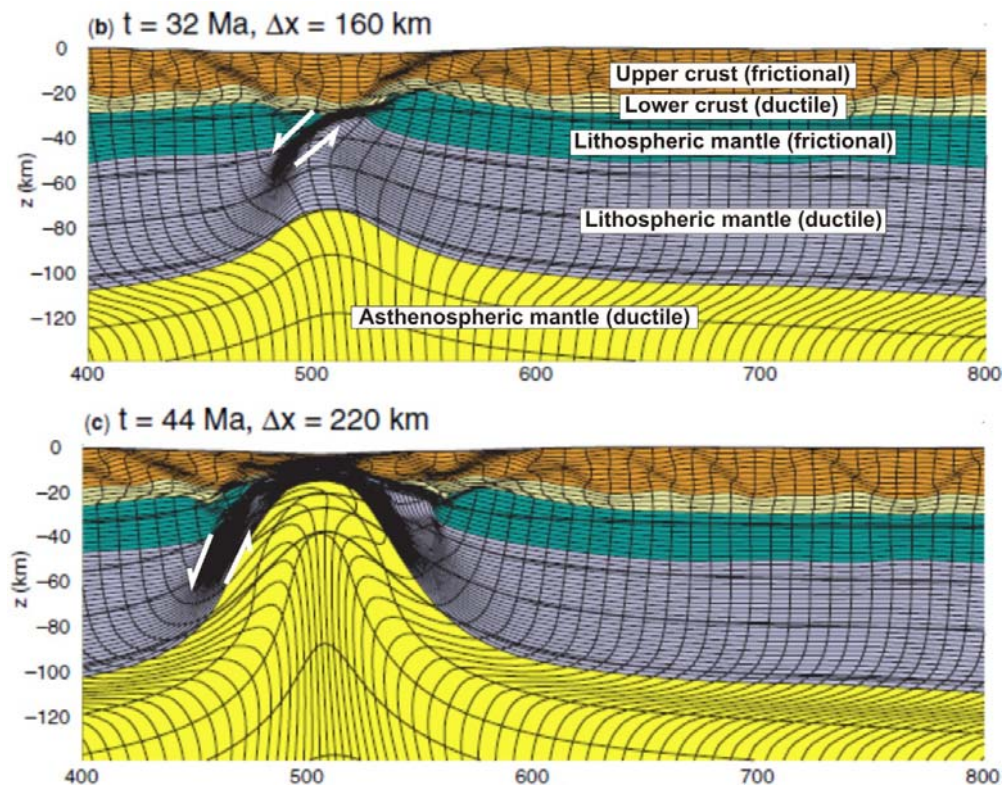 (b) t = 32 Ma, Δx = 160 km
0
−20
−40
−60
−80
−100
−120
z (km)
Upper crust (frictional)
Lower crust (ductile)
Lithospheric mantle (frictional)
Lithospheric mantle (ductile)
Asthenospheric mantle (ductile)
400 500 600 700 800
(c) t = 44 Ma, Δx = 220 km
0
−20
−40
−60
−80
−100
−120
z (km)
400 500 600 700 800